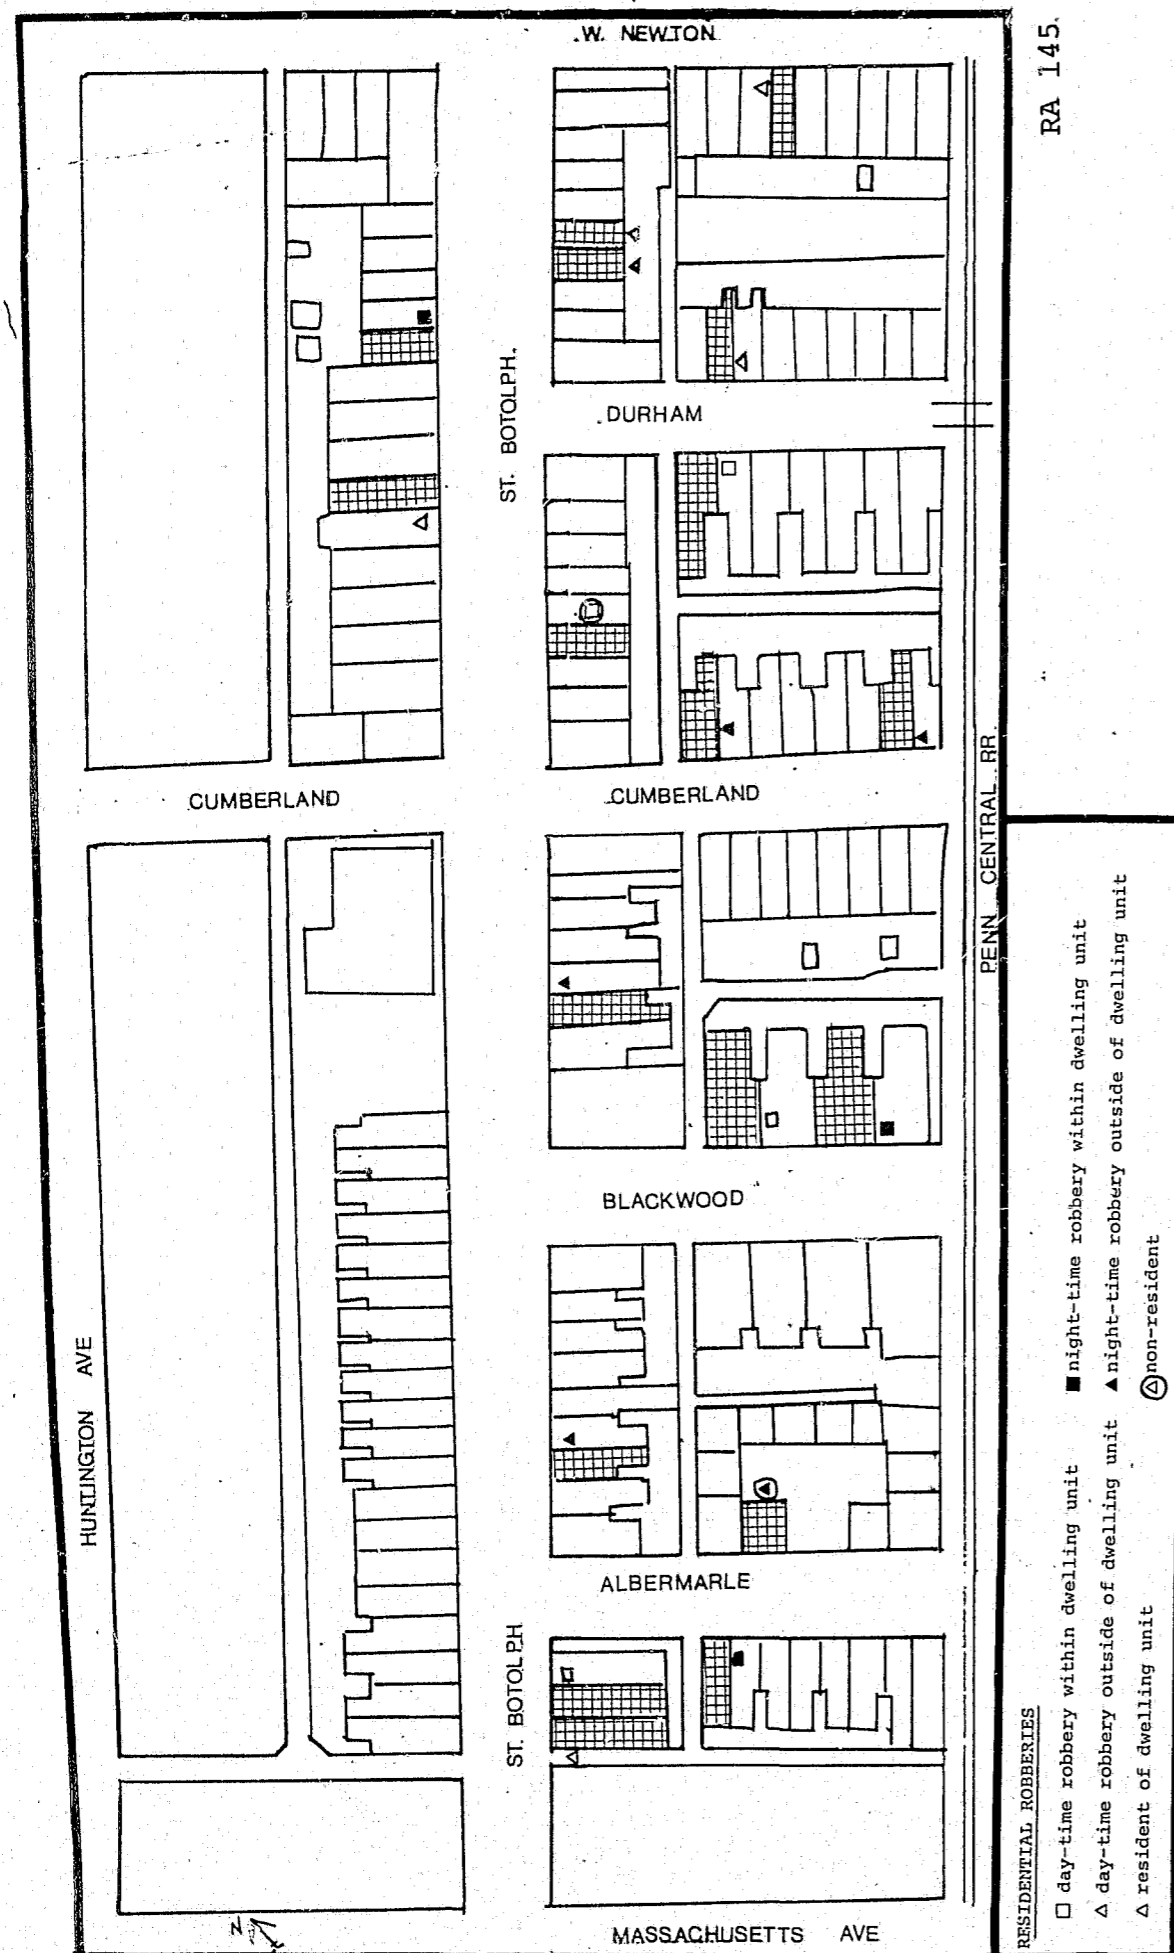 .W. NEWTON
RA 145.
ST. BOTOLPH.
.DURHAM
CUMBERLAND
.CUMBERLAND
PENN CENTRAL RR.
BLACKWOOD
HUNTINGTON AVE
ALBERMARLE
ST. BOTOLPH
MASSACHUSETTS AVE
N
RESIDENTIAL ROBBERIES
□ day-time robbery within dwelling unit
■ night-time robbery within dwelling unit
△ day-time robbery outside of dwelling unit
▲ night-time robbery outside of dwelling unit
△ resident of dwelling unit
non-resident